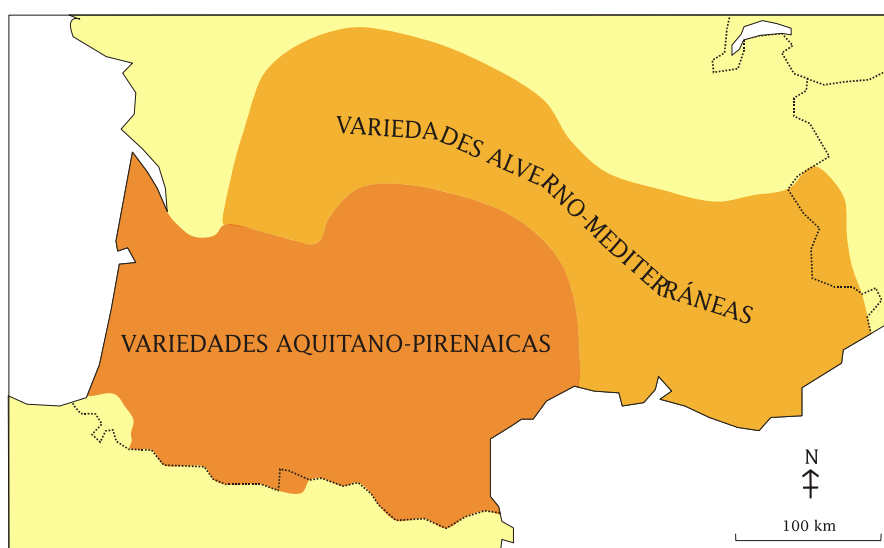 VARIEDADES ALVERNO-MEDITERRÁNEAS
VARIEDADES AQUITANO-PIRENAICAS
N
100 km